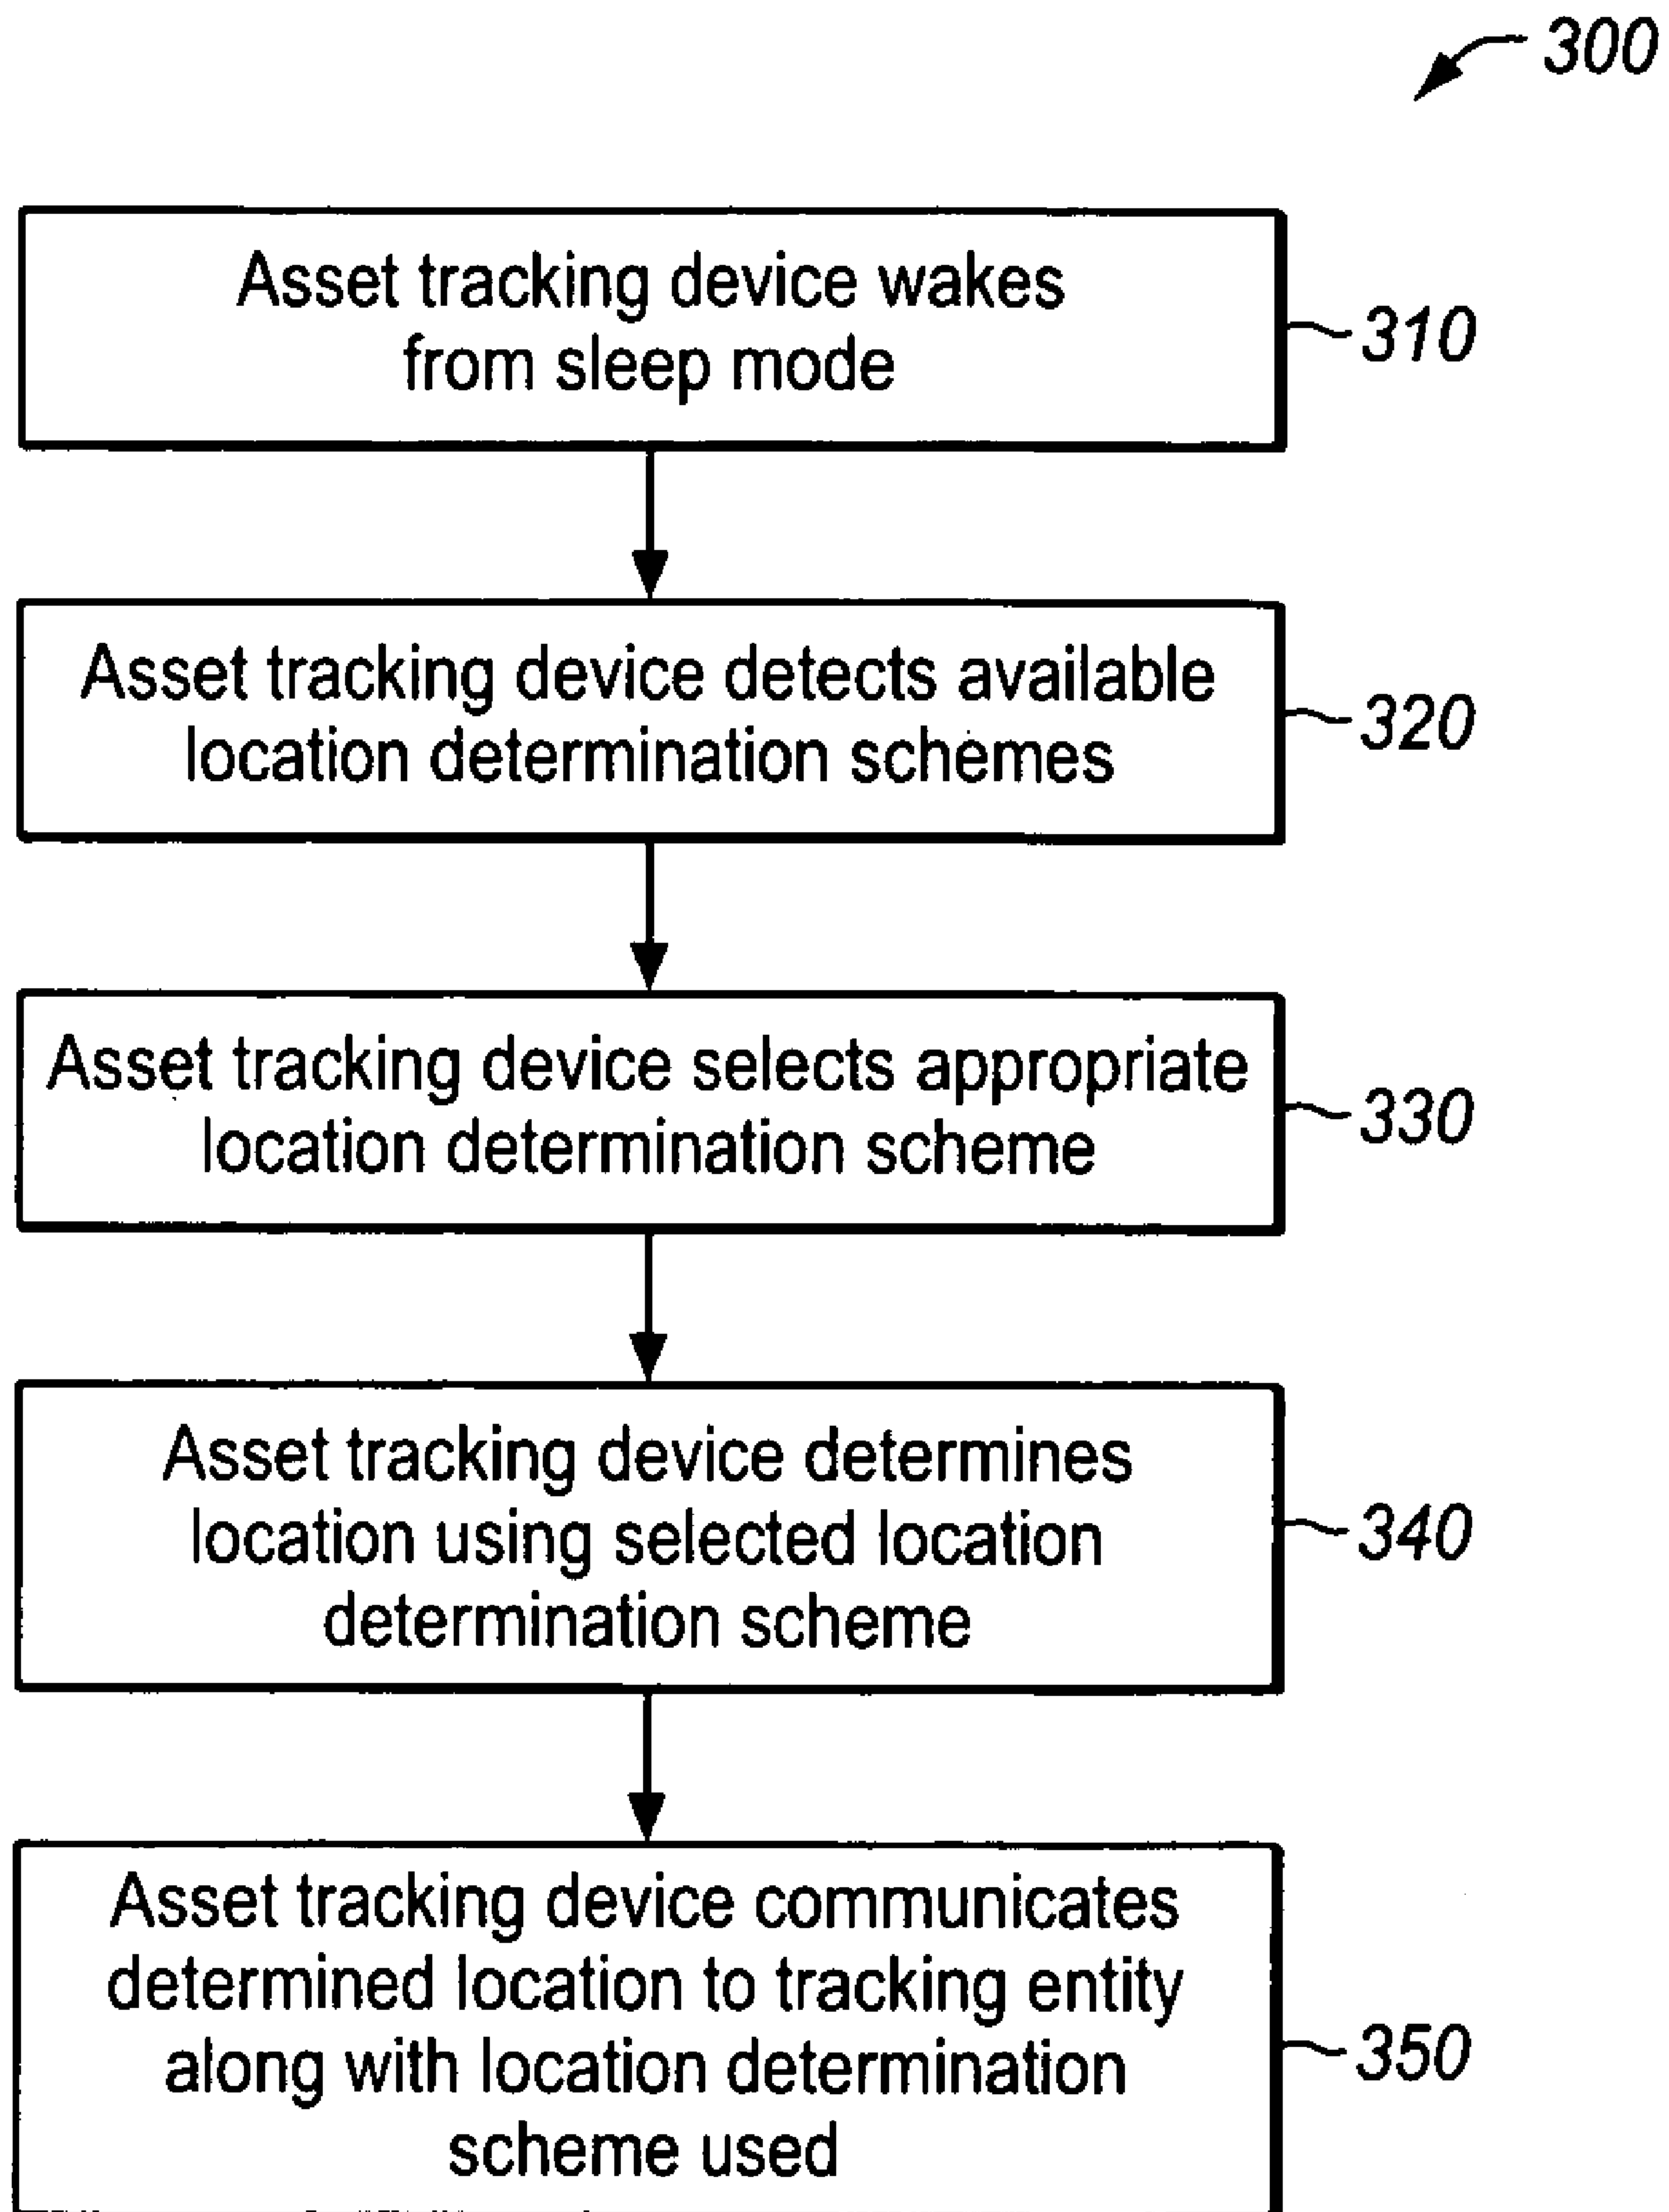 300
Asset tracking device wakes
from sleep mode
310
Asset tracking device detects available
location determination schemes
320
Asset tracking device selects appropriate
location determination scheme
330
Asset tracking device determines
location using selected location
determination scheme
340
Asset tracking device communicates
determined location to tracking entity
along with location determination
scheme used
350